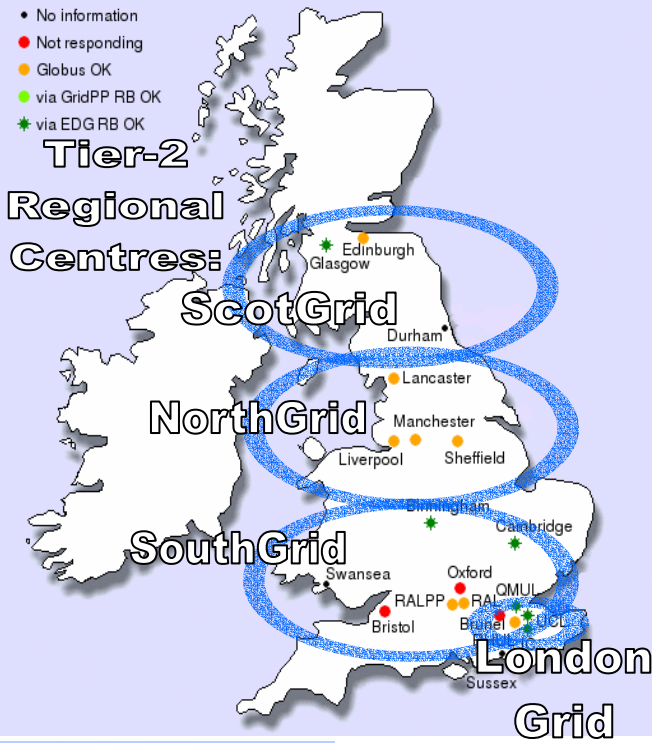 No information
Not responding
Globus OK
via GridPP RB OK
via EDG RB OK
Tier-2
Regional
Centres:
Edinburgh
Glasgow
ScotGrid
Durham
Lancaster
NorthGrid
Manchester
Liverpool
Sheffield
Birmingham
Cambridge
SouthGrid
Swansea
Oxford
QMUL
RALPP
RAL
Bristol
Brunel
UCL
London
Sussex
Grid